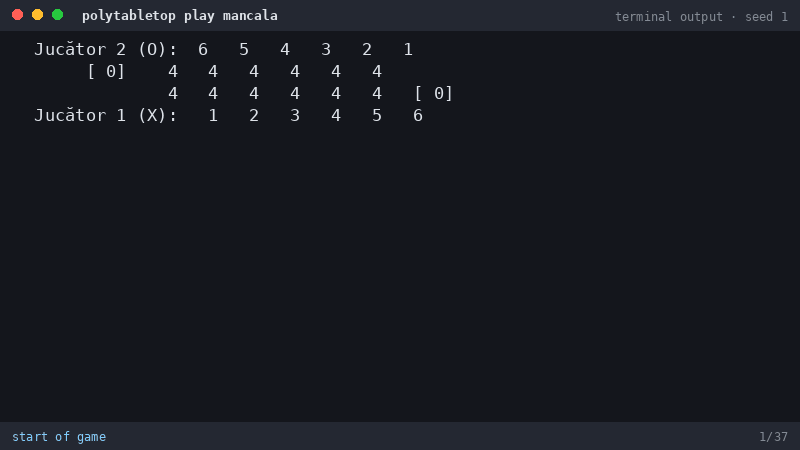 polytabletop play mancala
terminal output · seed 1
Jucător 2 (O):  6   5   4   3   2   1
[ 0]    4   4   4   4   4   4
4   4   4   4   4   4   [ 0]
Jucător 1 (X):   1   2   3   4   5   6
start of game
1/37